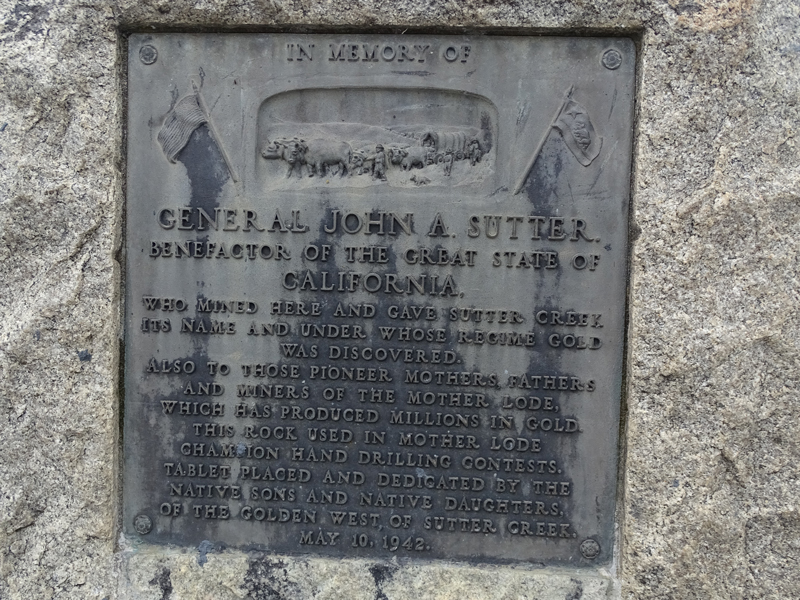 IN MEMORY OF
GENERAL JOHN A. SUTTER.
BENEFACTOR OF THE GREAT STATE OF
CALIFORNIA.
WHO MINED HERE AND GAVE SUTTER CREEK
ITS NAME AND UNDER WHOSE REGIME GOLD
WAS DISCOVERED.
ALSO TO THOSE PIONEER MOTHERS, FATHERS
AND MINERS OF THE MOTHER LODE,
WHICH HAS PRODUCED MILLIONS IN GOLD.
THIS ROCK USED IN MOTHER LODE
CHAMPION HAND DRILLING CONTESTS.
TABLET PLACED AND DEDICATED BY THE
NATIVE SONS AND NATIVE DAUGHTERS,
OF THE GOLDEN WEST, OF SUTTER CREEK.
MAY 10, 1942.